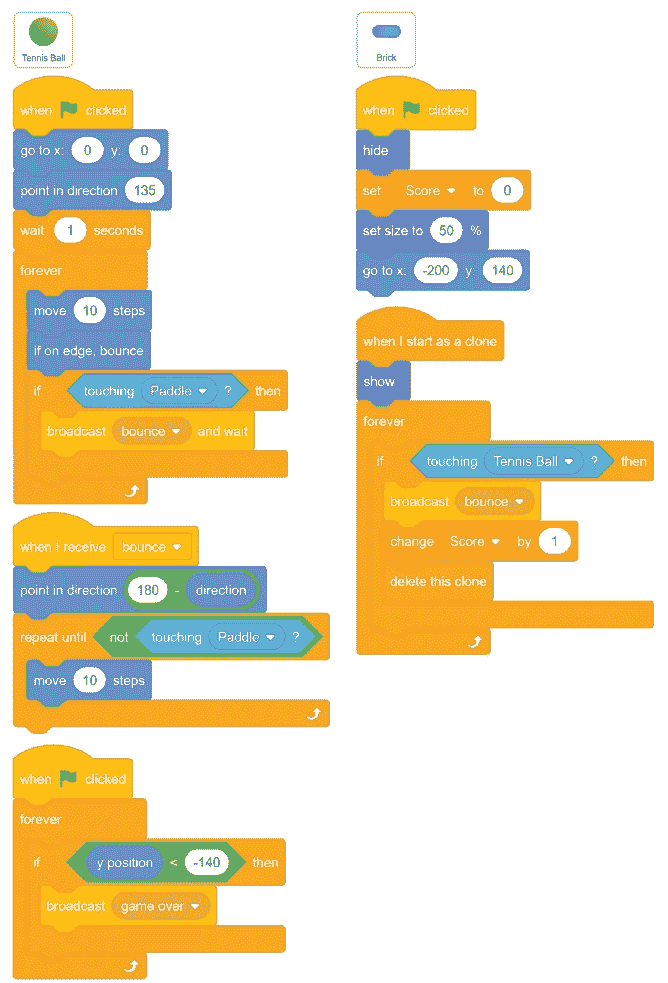 Tennis Ball
when clicked
go to x: 0 y: 0
point in direction 135
wait 1 seconds
forever
move 10 steps
if on edge, bounce
if touching Paddle ? then
broadcast bounce and wait
when I receive bounce
point in direction 180 - direction
repeat until not touching Paddle ?
move 10 steps
when clicked
forever
if y position < -140 then
broadcast game over
Brick
when clicked
hide
set Score to 0
set size to 50 %
go to x: -200 y: 140
when I start as a clone
show
forever
if touching Tennis Ball ? then
broadcast bounce
change Score by 1
delete this clone